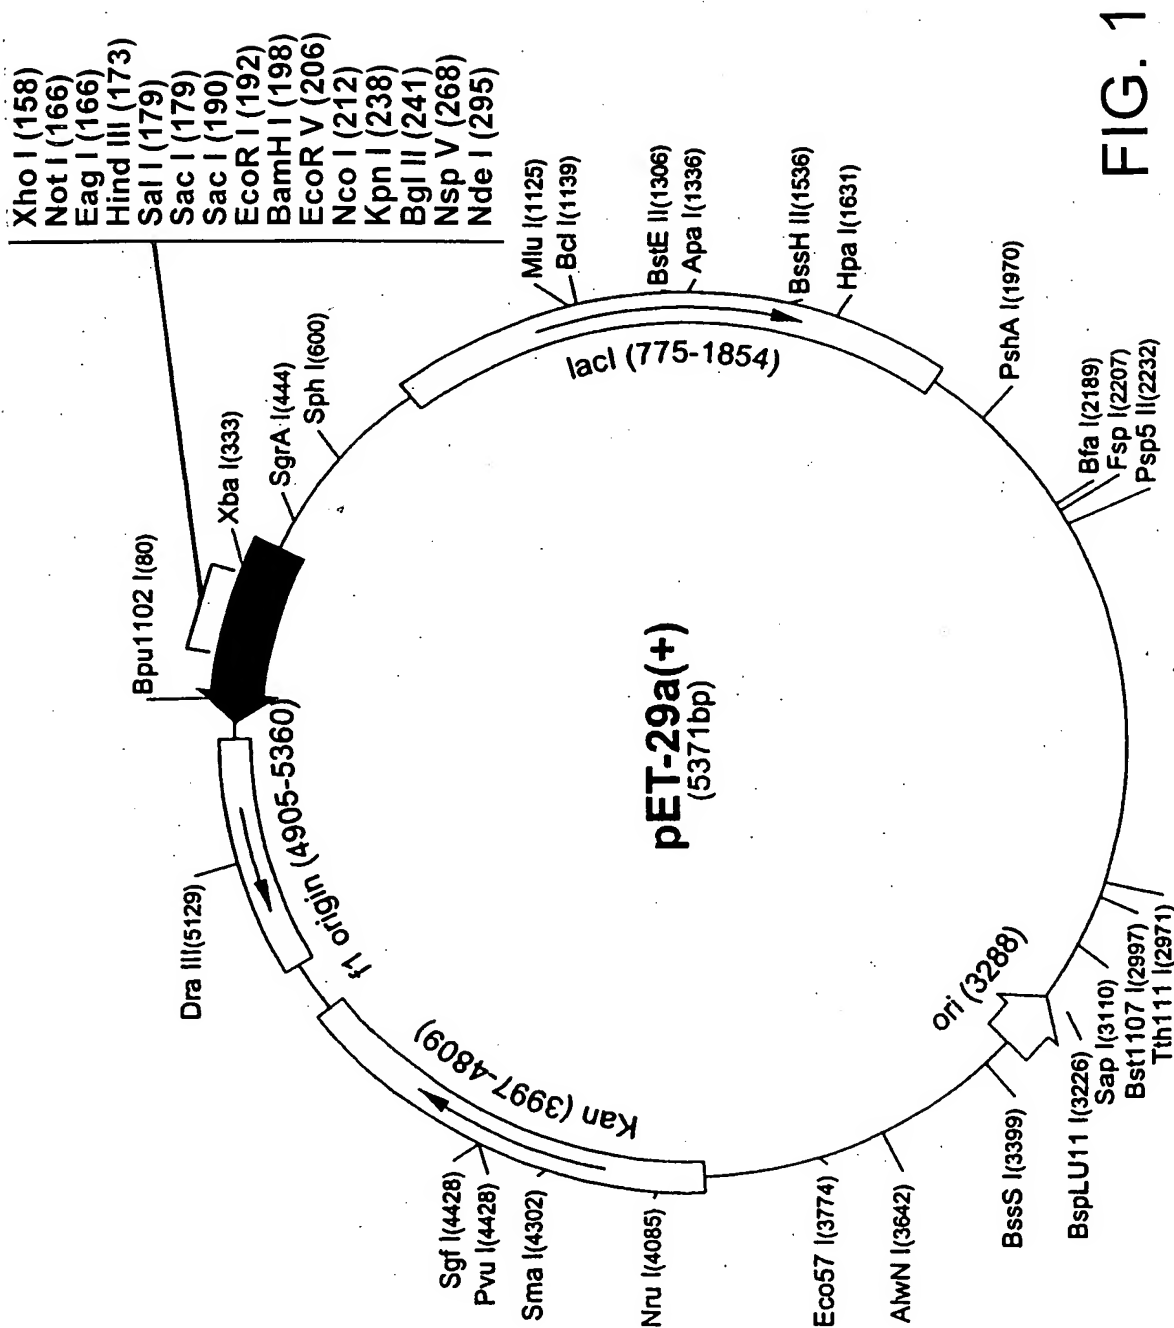 Xho I (158)
Not I (166)
Eag I (166)
Hind III (173)
Sal I (179)
Sac I (179)
Sac I (190)
EcoR I (192)
BamH I (198)
EcoR V (206)
Nco I (212)
Kpn I (238)
Bgl II (241)
Nsp V (268)
Nde I (295)
Bpu1102 I(80)
Xba I(333)
SgrA I(444)
Sph I(600)
Mlu I(1125)
Bcl I(1139)
BstE II(1306)
Apa I(1336)
BssH II(1536)
Hpa I(1631)
lacI (775-1854)
PshA I(1970)
Bfa I(2189)
Fsp I(2207)
Psp5 II(2232)
pET-29a(+)
(5371bp)
Dra III(5129)
f1 origin (4905-5360)
Kan (3997-4809)
Sgf I(4428)
Pvu I(4428)
Sma I(4302)
Nru I(4085)
Eco57 I(3774)
AlwN I(3642)
BssS I(3399)
ori (3288)
BspLU11 I(3226)
Sap I(3110)
Bst1107 I(2997)
Tth111 I(2971)
FIG. 1